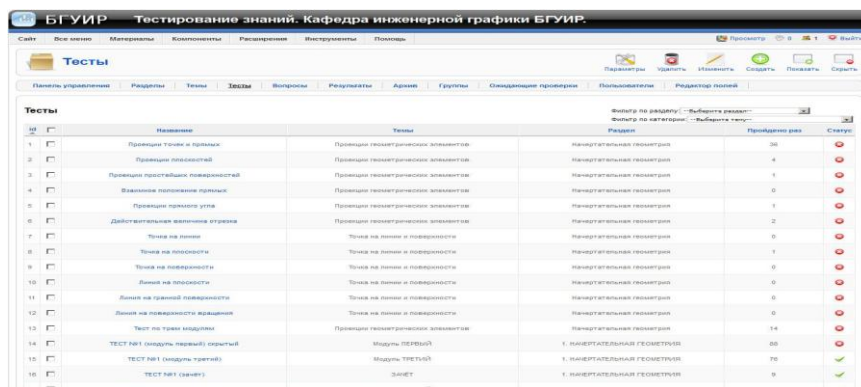 БГУИР Тестирование знаний. Кафедра инженерной графики БГУИР.
Сайт Все меню Материалы Компоненты Расширения Инструменты Помощь Просмотр 0 1 Выйти
Тесты
Параметры Удалить Изменить Создать Показать Скрыть
Панель управления Разделы Темы Тесты Вопросы Результаты Архив Группы Ожидающие проверки Пользователи Редактор полей
Тесты
Фильтр по разделу: --Выберите раздел--
Фильтр по категории: --Выберите тему--
id Название Темы Раздел Пройдено раз Статус
1 Проекции точек и прямых Проекции геометрических элементов Начертательная геометрия 36
2 Проекции плоскостей Проекции геометрических элементов Начертательная геометрия 4
3 Проекции простейших поверхностей Проекции геометрических элементов Начертательная геометрия 1
4 Взаимное положение прямых Проекции геометрических элементов Начертательная геометрия 0
5 Проекции прямого угла Проекции геометрических элементов Начертательная геометрия 1
6 Действительная величина отрезка Проекции геометрических элементов Начертательная геометрия 2
7 Точка на линии Точка на линии и поверхности Начертательная геометрия 0
8 Точка на плоскости Точка на линии и поверхности Начертательная геометрия 1
9 Точка на поверхности Точка на линии и поверхности Начертательная геометрия 0
10 Линия на плоскости Точка на линии и поверхности Начертательная геометрия 0
11 Линия на гранной поверхности Точка на линии и поверхности Начертательная геометрия 0
12 Линия на поверхности вращения Точка на линии и поверхности Начертательная геометрия 0
13 Тест по трем модулям Проекции геометрических элементов Начертательная геометрия 14
14 ТЕСТ №1 (модуль первый) скрытый Модуль ПЕРВЫЙ 1. НАЧЕРТАТЕЛЬНАЯ ГЕОМЕТРИЯ 88
15 ТЕСТ №1 (модуль третий) Модуль ТРЕТИЙ 1. НАЧЕРТАТЕЛЬНАЯ ГЕОМЕТРИЯ 76
16 ТЕСТ №1 (зачёт) ЗАЧЁТ 1. НАЧЕРТАТЕЛЬНАЯ ГЕОМЕТРИЯ 9